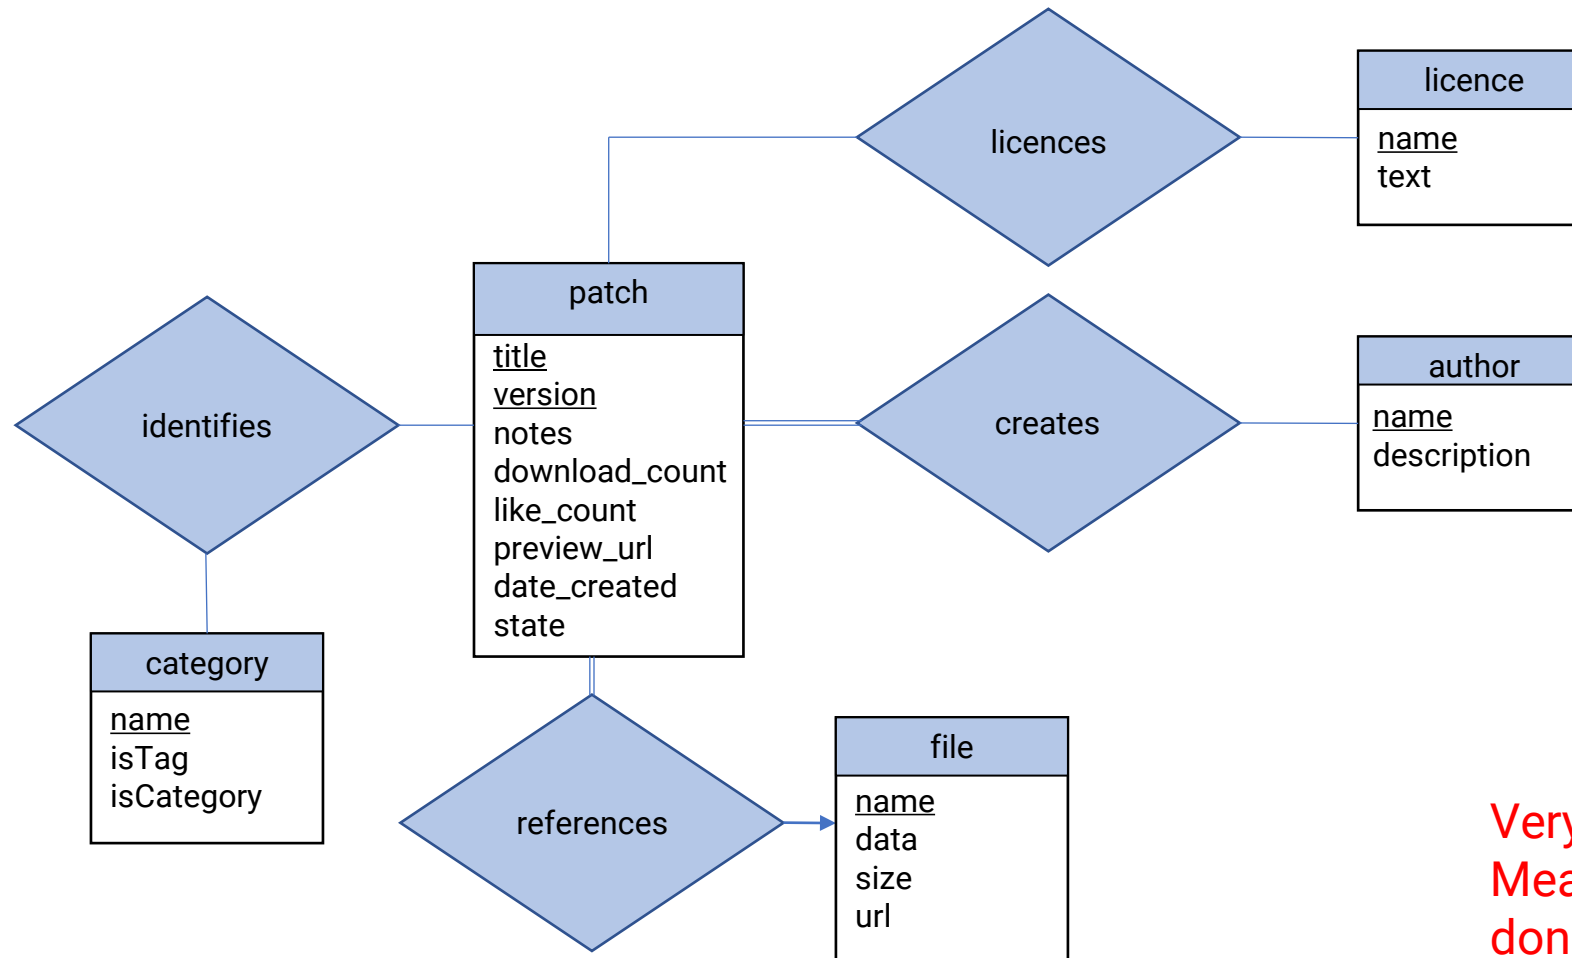 licences
licence
name
text
patch
title
version
notes
download_count
like_count
preview_url
date_created
state
identifies
creates
author
name
description
category
name
isTag
isCategory
references
file
name
data
size
url